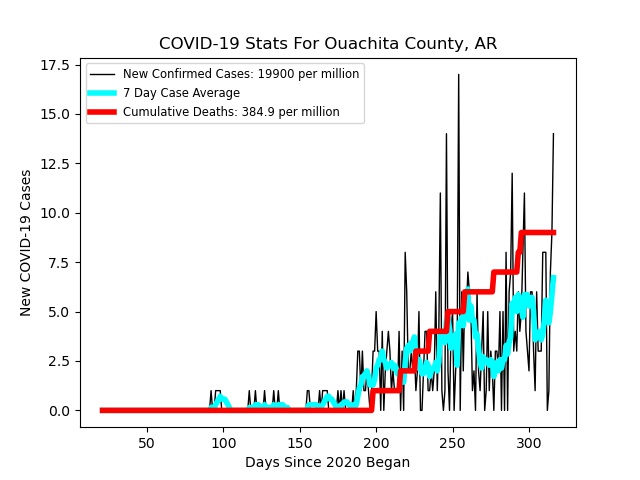 COVID-19 Stats For Ouachita County, AR
New Confirmed Cases: 19900 per million
7 Day Case Average
Cumulative Deaths: 384.9 per million
New COVID-19 Cases
17.5
15.0
12.5
10.0
7.5
5.0
2.5
0.0
50 100 150 200 250 300
Days Since 2020 Began